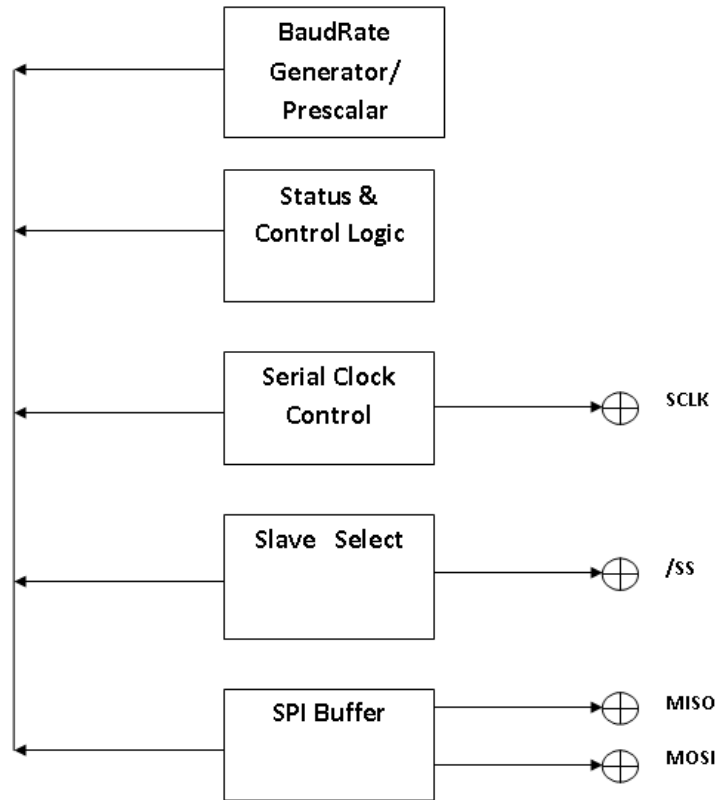 BaudRate
Generator/
Prescalar
Status &
Control Logic
Serial Clock
Control
SCLK
Slave Select
/SS
SPI Buffer
MISO
MOSI